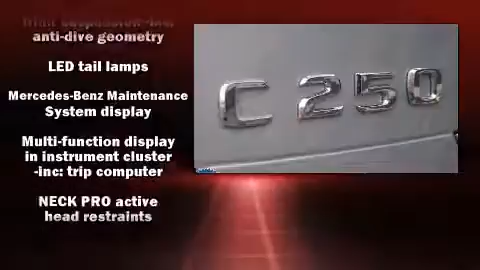 anti-dive geometry
LED tail lamps
Mercedes-Benz Maintenance
System display
Multi-function display
in instrument cluster
-inc: trip computer
NECK PRO active
head restraints
C 250